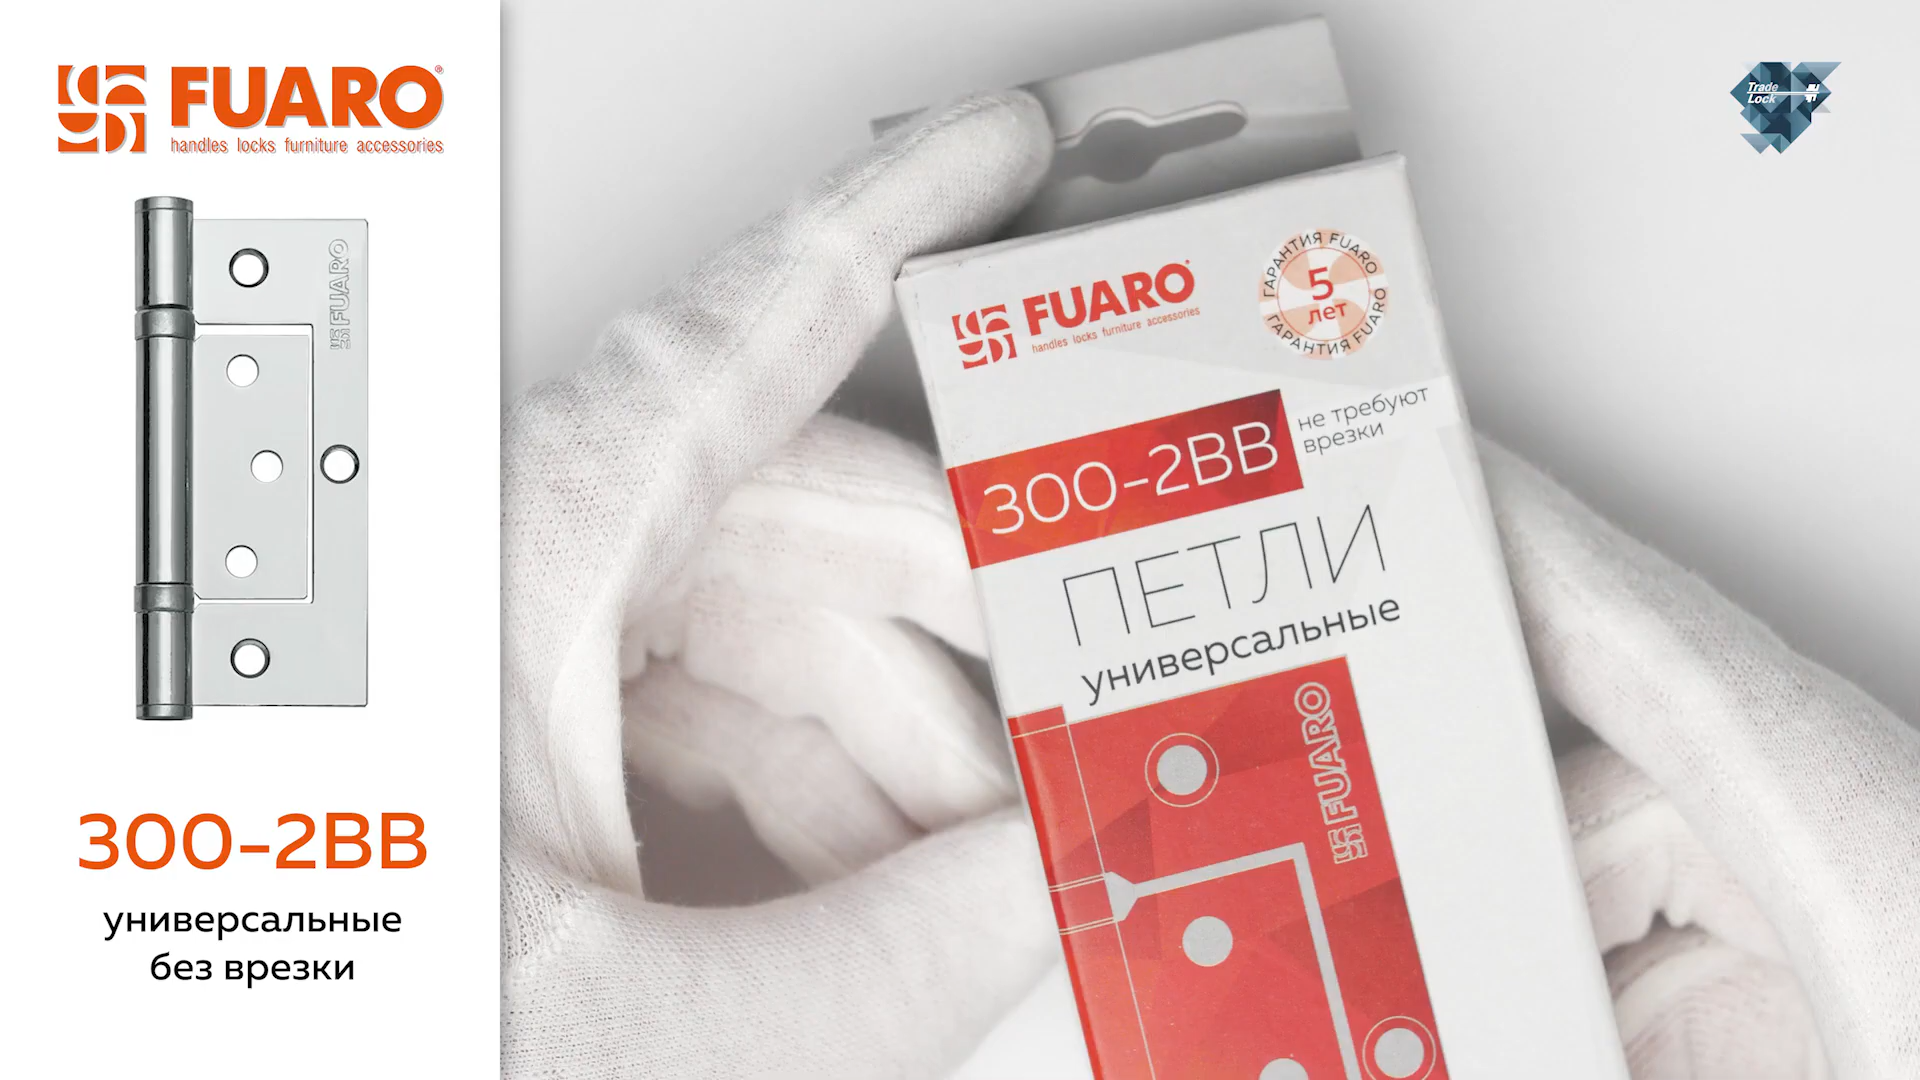 FUARO®
handles locks furniture accessories
FUARO
300-2BB
универсальные
без врезки
Trade
Lock
FUARO
handles locks furniture accessories
ГАРАНТИЯ FUARO
5
лет
ГАРАНТИЯ FUARO
300-2BB
не требуют
врезки
ПЕТЛИ
универсальные
FUARO